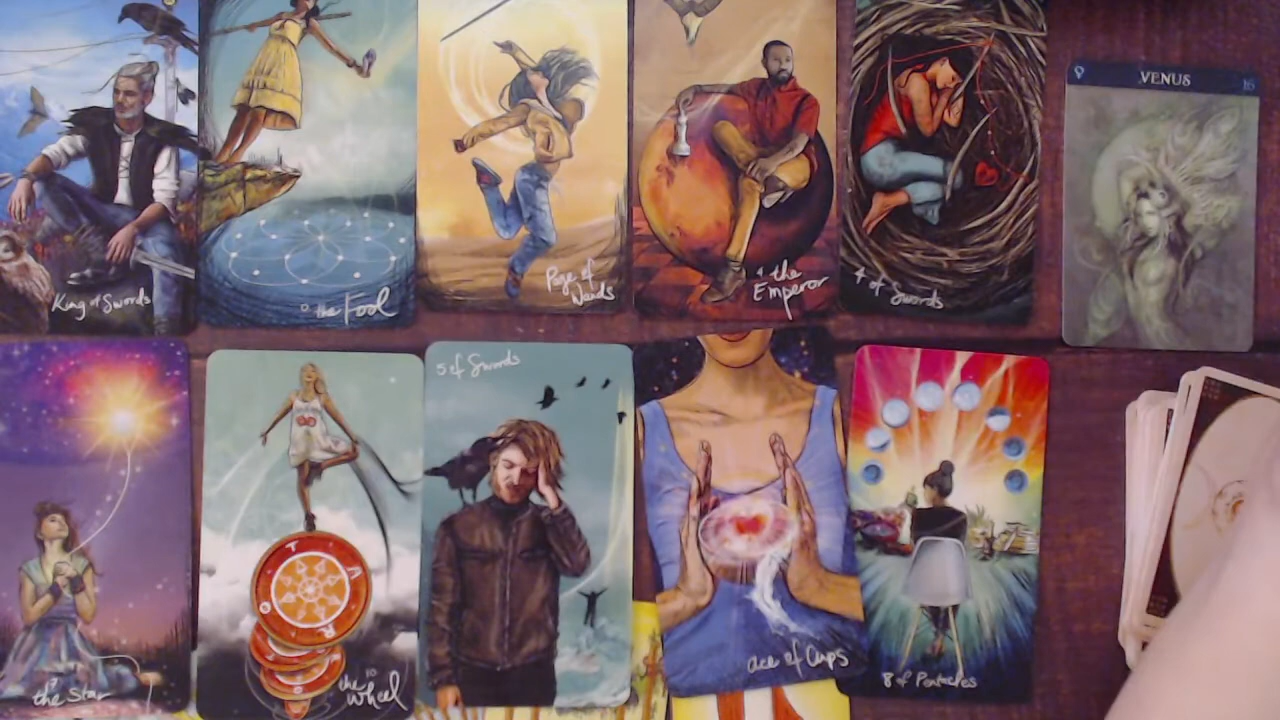 King of Swords
0 the Fool
Page of
Wands
4 the
Emperor
4 of Swords
VENUS 16
the Star
10
the Wheel
5 of Swords
ace of Cups
8 of Pentacles